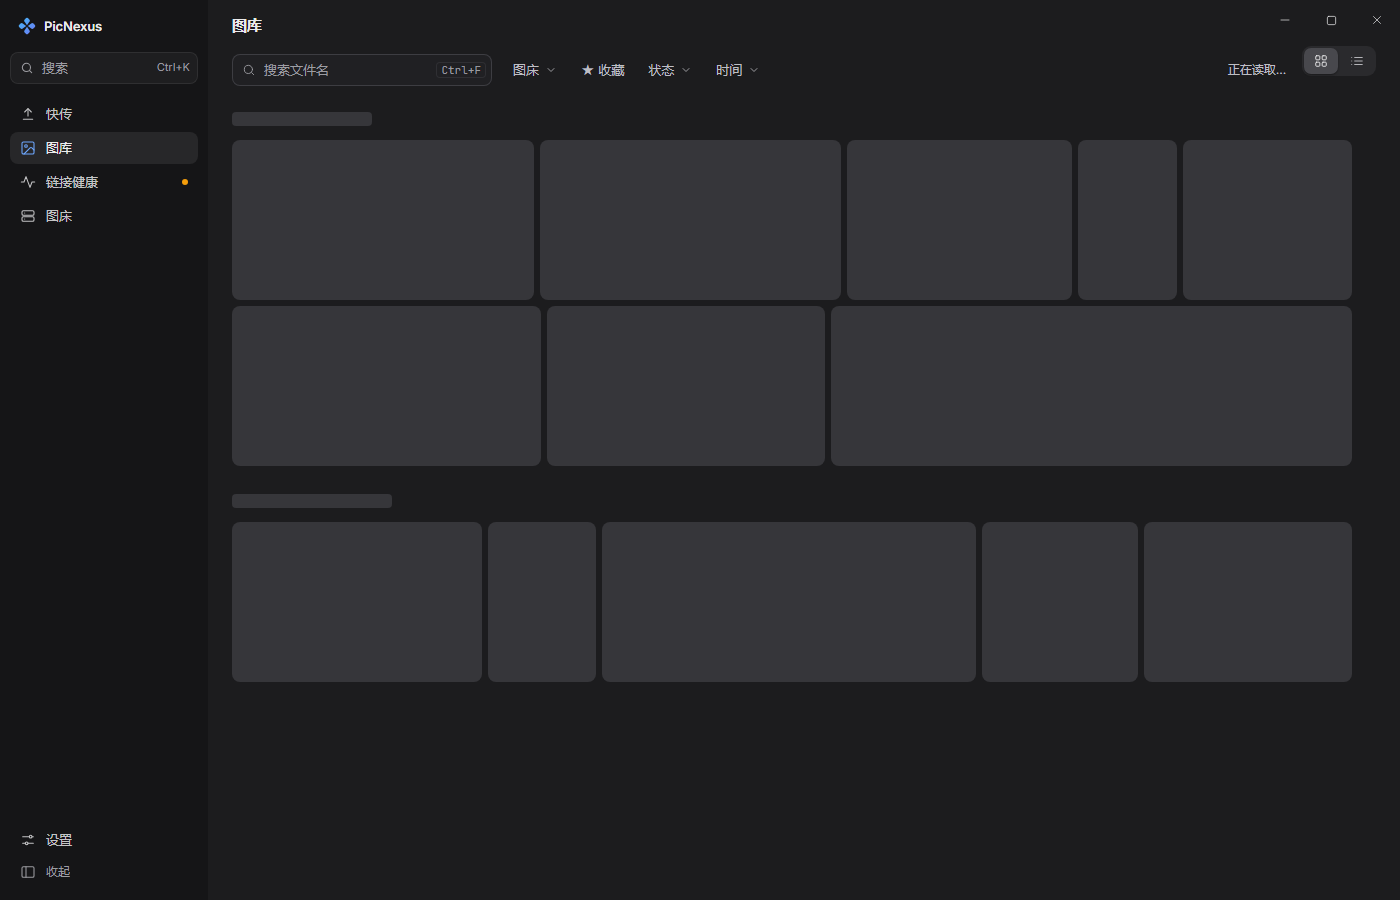 PicNexus
搜索 Ctrl+K
快传
图库
链接健康
图床
设置
收起
图库
搜索文件名 Ctrl+F
图床
★ 收藏
状态
时间
正在读取...